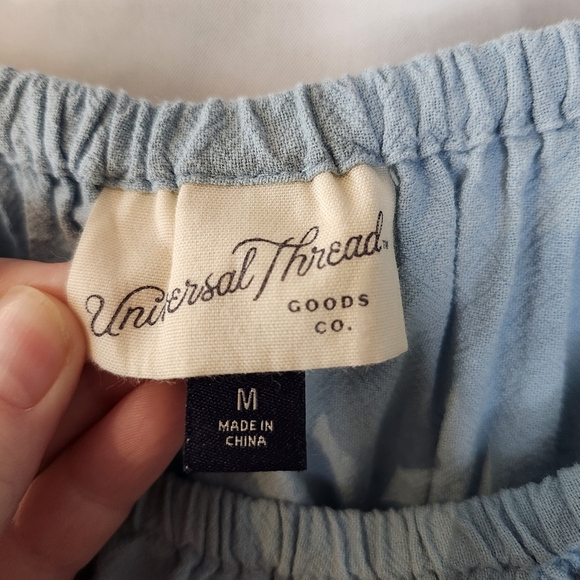 Universal Thread™
GOODS
CO.
M
MADE IN
CHINA